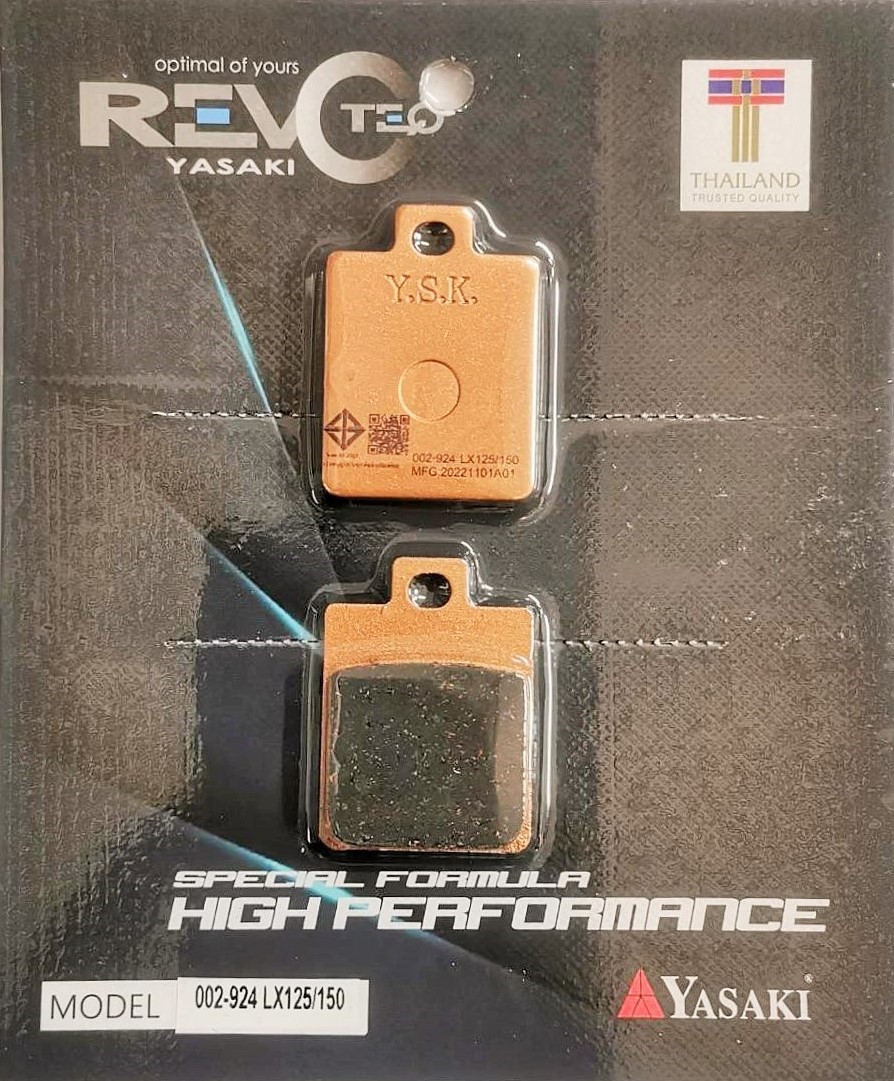 optimal of yours
REVO TEQ
YASAKI
THAILAND
TRUSTED QUALITY
Y.S.K.
002-924 LX125/150
MFG.20221101A01
SPECIAL FORMULA
HIGH PERFORMANCE
MODEL 002-924 LX125/150
YASAKI®